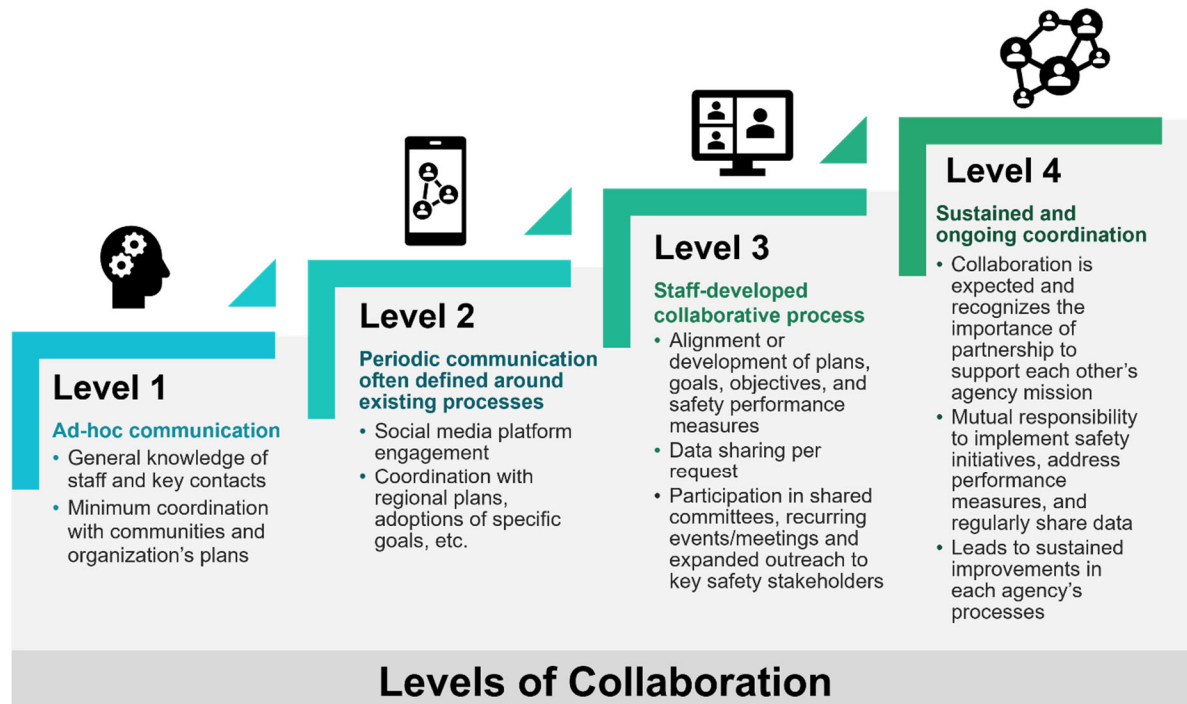 Level 1
Ad-hoc communication
• General knowledge of
staff and key contacts
• Minimum coordination
with communities and
organization's plans
Level 2
Periodic communication
often defined around
existing processes
• Social media platform
engagement
• Coordination with
regional plans,
adoptions of specific
goals, etc.
Level 3
Staff-developed
collaborative process
• Alignment or
development of plans,
goals, objectives, and
safety performance
measures
• Data sharing per
request
• Participation in shared
committees, recurring
events/meetings and
expanded outreach to
key safety stakeholders
Level 4
Sustained and
ongoing coordination
• Collaboration is
expected and
recognizes the
importance of
partnership to
support each other's
agency mission
• Mutual responsibility
to implement safety
initiatives, address
performance
measures, and
regularly share data
• Leads to sustained
improvements in
each agency's
processes
Levels of Collaboration